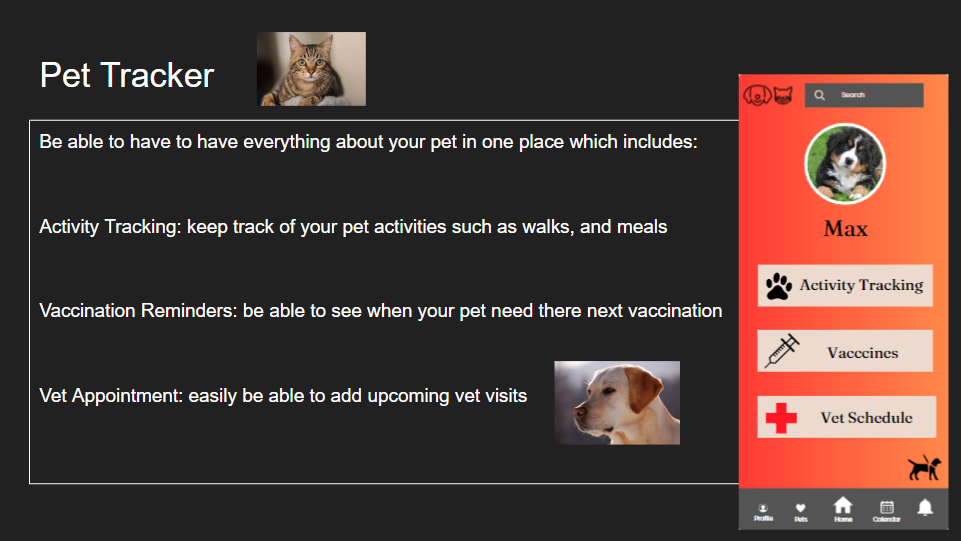 Pet Tracker
Be able to have to have everything about your pet in one place which includes:
Activity Tracking: keep track of your pet activities such as walks, and meals
Vaccination Reminders: be able to see when your pet need there next vaccination
Vet Appointment: easily be able to add upcoming vet visits
Search
Max
Activity Tracking
Vacccines
Vet Schedule
Profile
Pets
Home
Calendar